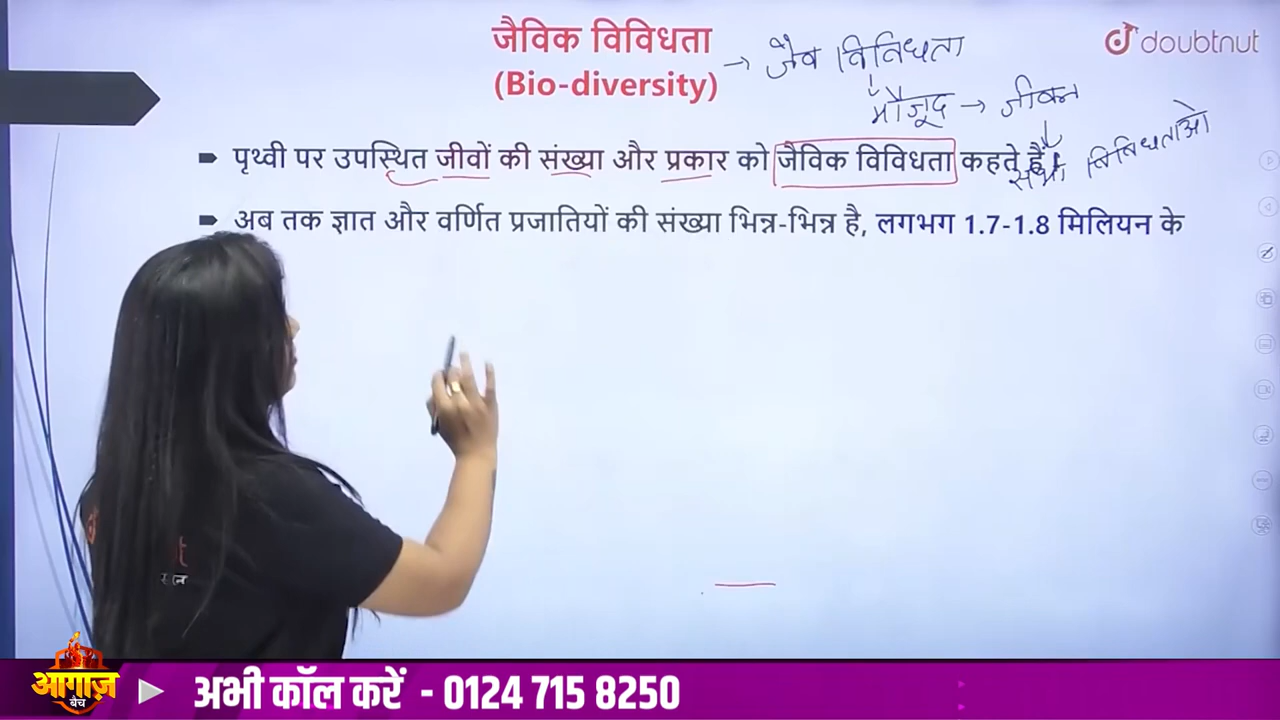 जैविक विविधता
(Bio-diversity)
→ जैव विविधता
मौजूद → जीवन
सभी विविधताओ
doubtnut
पृथ्वी पर उपस्थित जीवों की संख्या और प्रकार को जैविक विविधता कहते हैं।
अब तक ज्ञात और वर्णित प्रजातियों की संख्या भिन्न-भिन्न है, लगभग 1.7-1.8 मिलियन के
आगाज़
बैच
अभी कॉल करें - 0124 715 8250